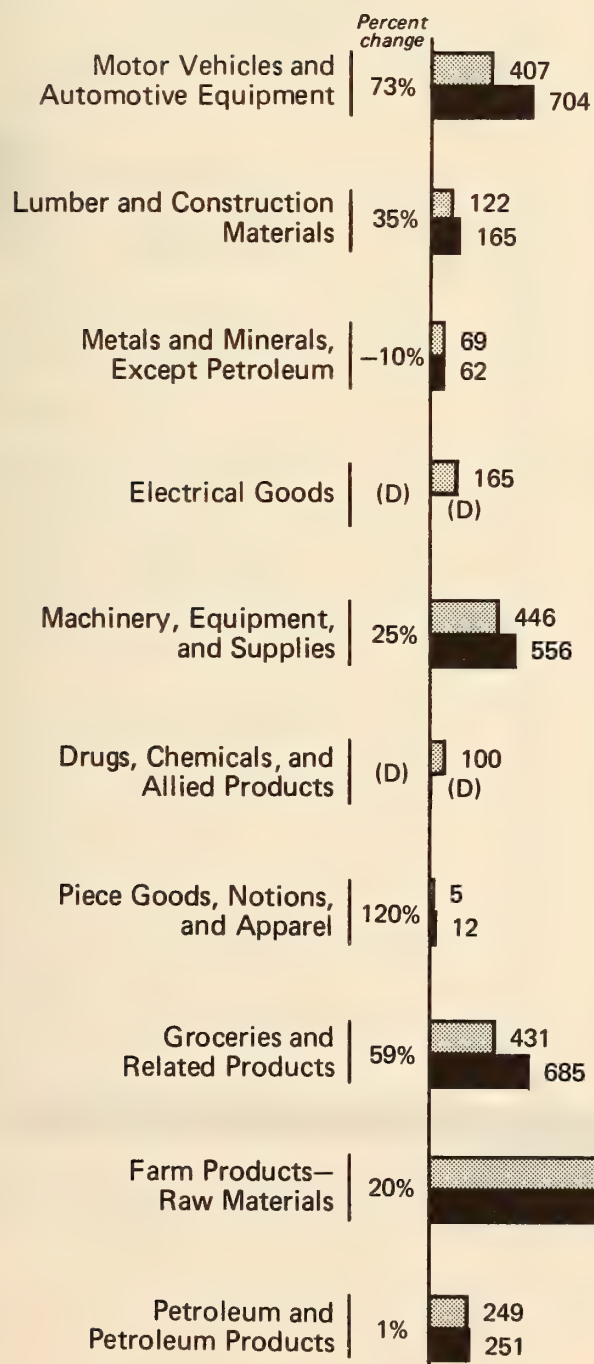 Percent
change
Motor Vehicles and
Automotive Equipment
73%
407
704
Lumber and Construction
Materials
35%
122
165
Metals and Minerals,
Except Petroleum
–10%
69
62
Electrical Goods
(D)
165
(D)
Machinery, Equipment,
and Supplies
25%
446
556
Drugs, Chemicals, and
Allied Products
(D)
100
(D)
Piece Goods, Notions,
and Apparel
120%
5
12
Groceries and
Related Products
59%
431
685
Farm Products—
Raw Materials
20%
Petroleum and
Petroleum Products
1%
249
251